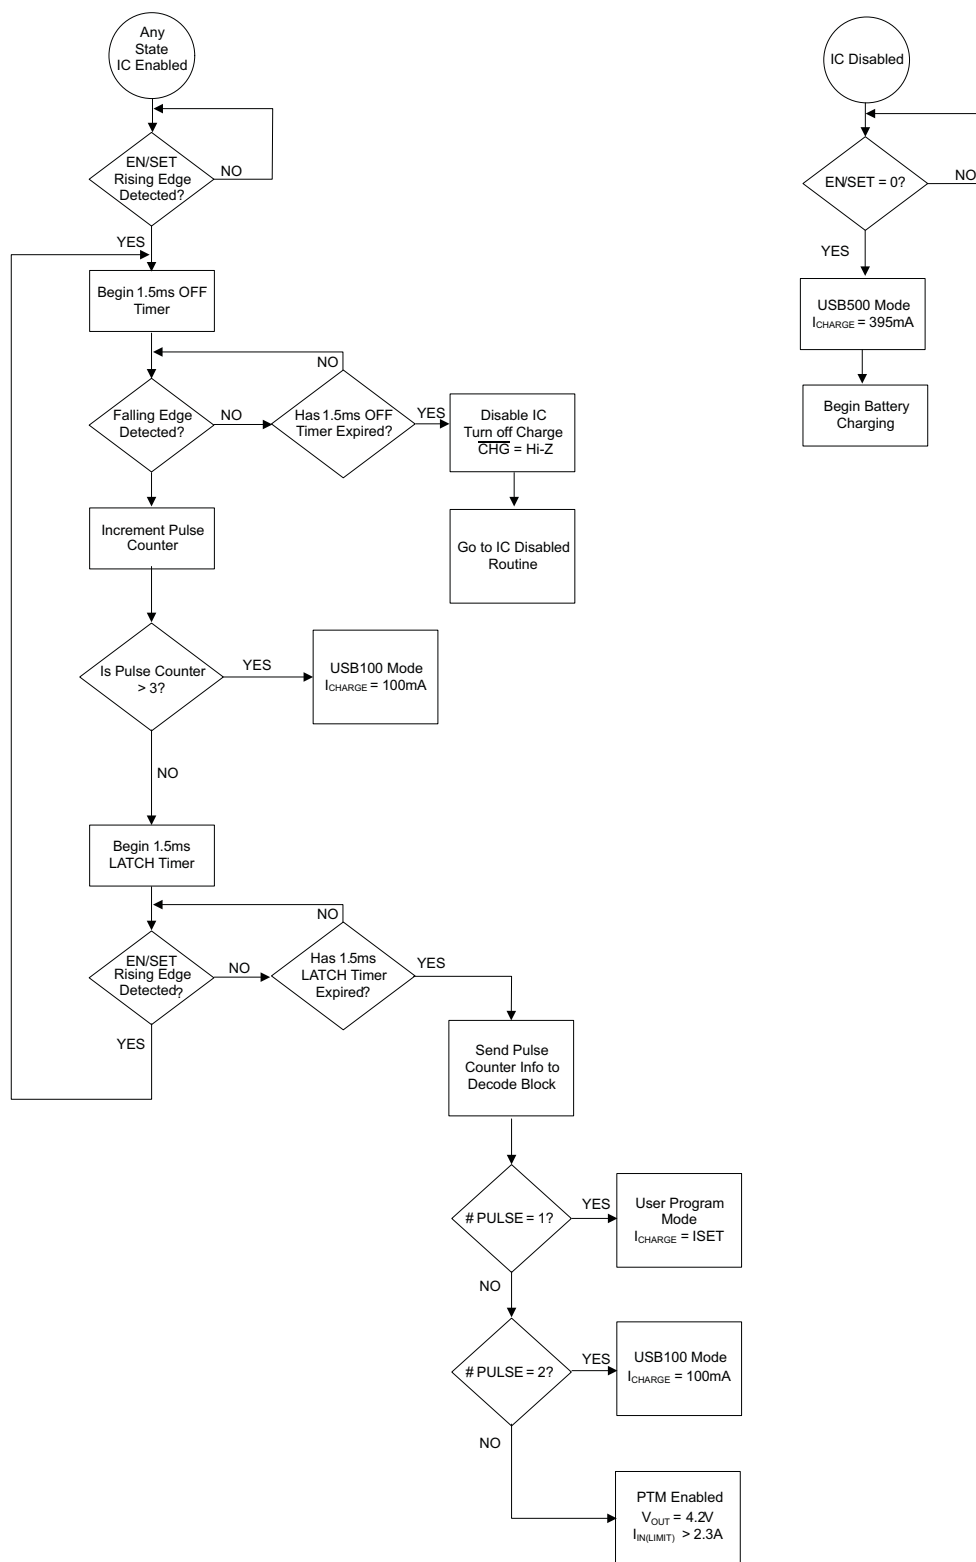 Any
State
IC Enabled
EN/SET
Rising Edge
Detected?
NO
YES
Begin 1.5ms OFF
Timer
NO
Falling Edge
Detected?
NO
Has 1.5ms OFF
Timer Expired?
YES
Disable IC
Turn off Charge
CHG = Hi-Z
Go to IC Disabled
Routine
Increment Pulse
Counter
Is Pulse Counter
> 3?
YES
USB100 Mode
ICHARGE = 100mA
NO
Begin 1.5ms
LATCH Timer
NO
EN/SET
Rising Edge
Detected?
NO
Has 1.5ms
LATCH Timer
Expired?
YES
YES
Send Pulse
Counter Info to
Decode Block
# PULSE = 1?
YES
User Program
Mode
ICHARGE = ISET
NO
# PULSE = 2?
YES
USB100 Mode
ICHARGE = 100mA
NO
PTM Enabled
VOUT = 4.2V
IIN(LIMIT) > 2.3A
IC Disabled
EN/SET = 0?
NO
YES
USB500 Mode
ICHARGE = 395mA
Begin Battery
Charging